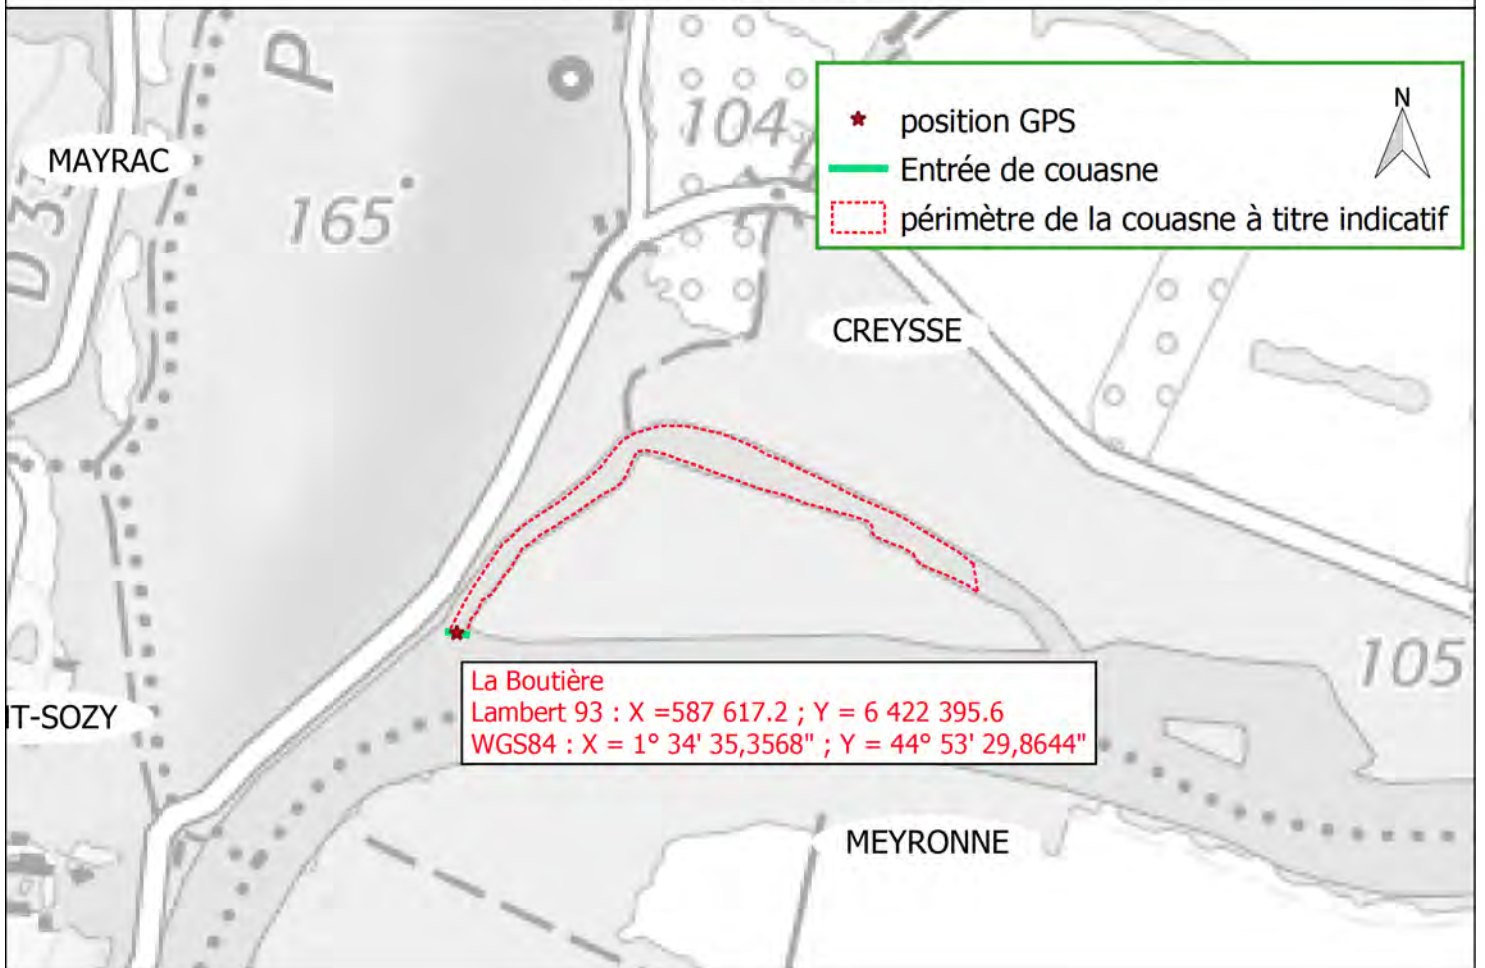 P
104
N
position GPS
Entrée de couasne
périmètre de la couasne à titre indicatif
MAYRAC
165
CREYSSE
105
La Boutière
Lambert 93 : X =587 617.2 ; Y = 6 422 395.6
WGS84 : X = 1° 34' 35,3568" ; Y = 44° 53' 29,8644"
IT-SOZY
MEYRONNE